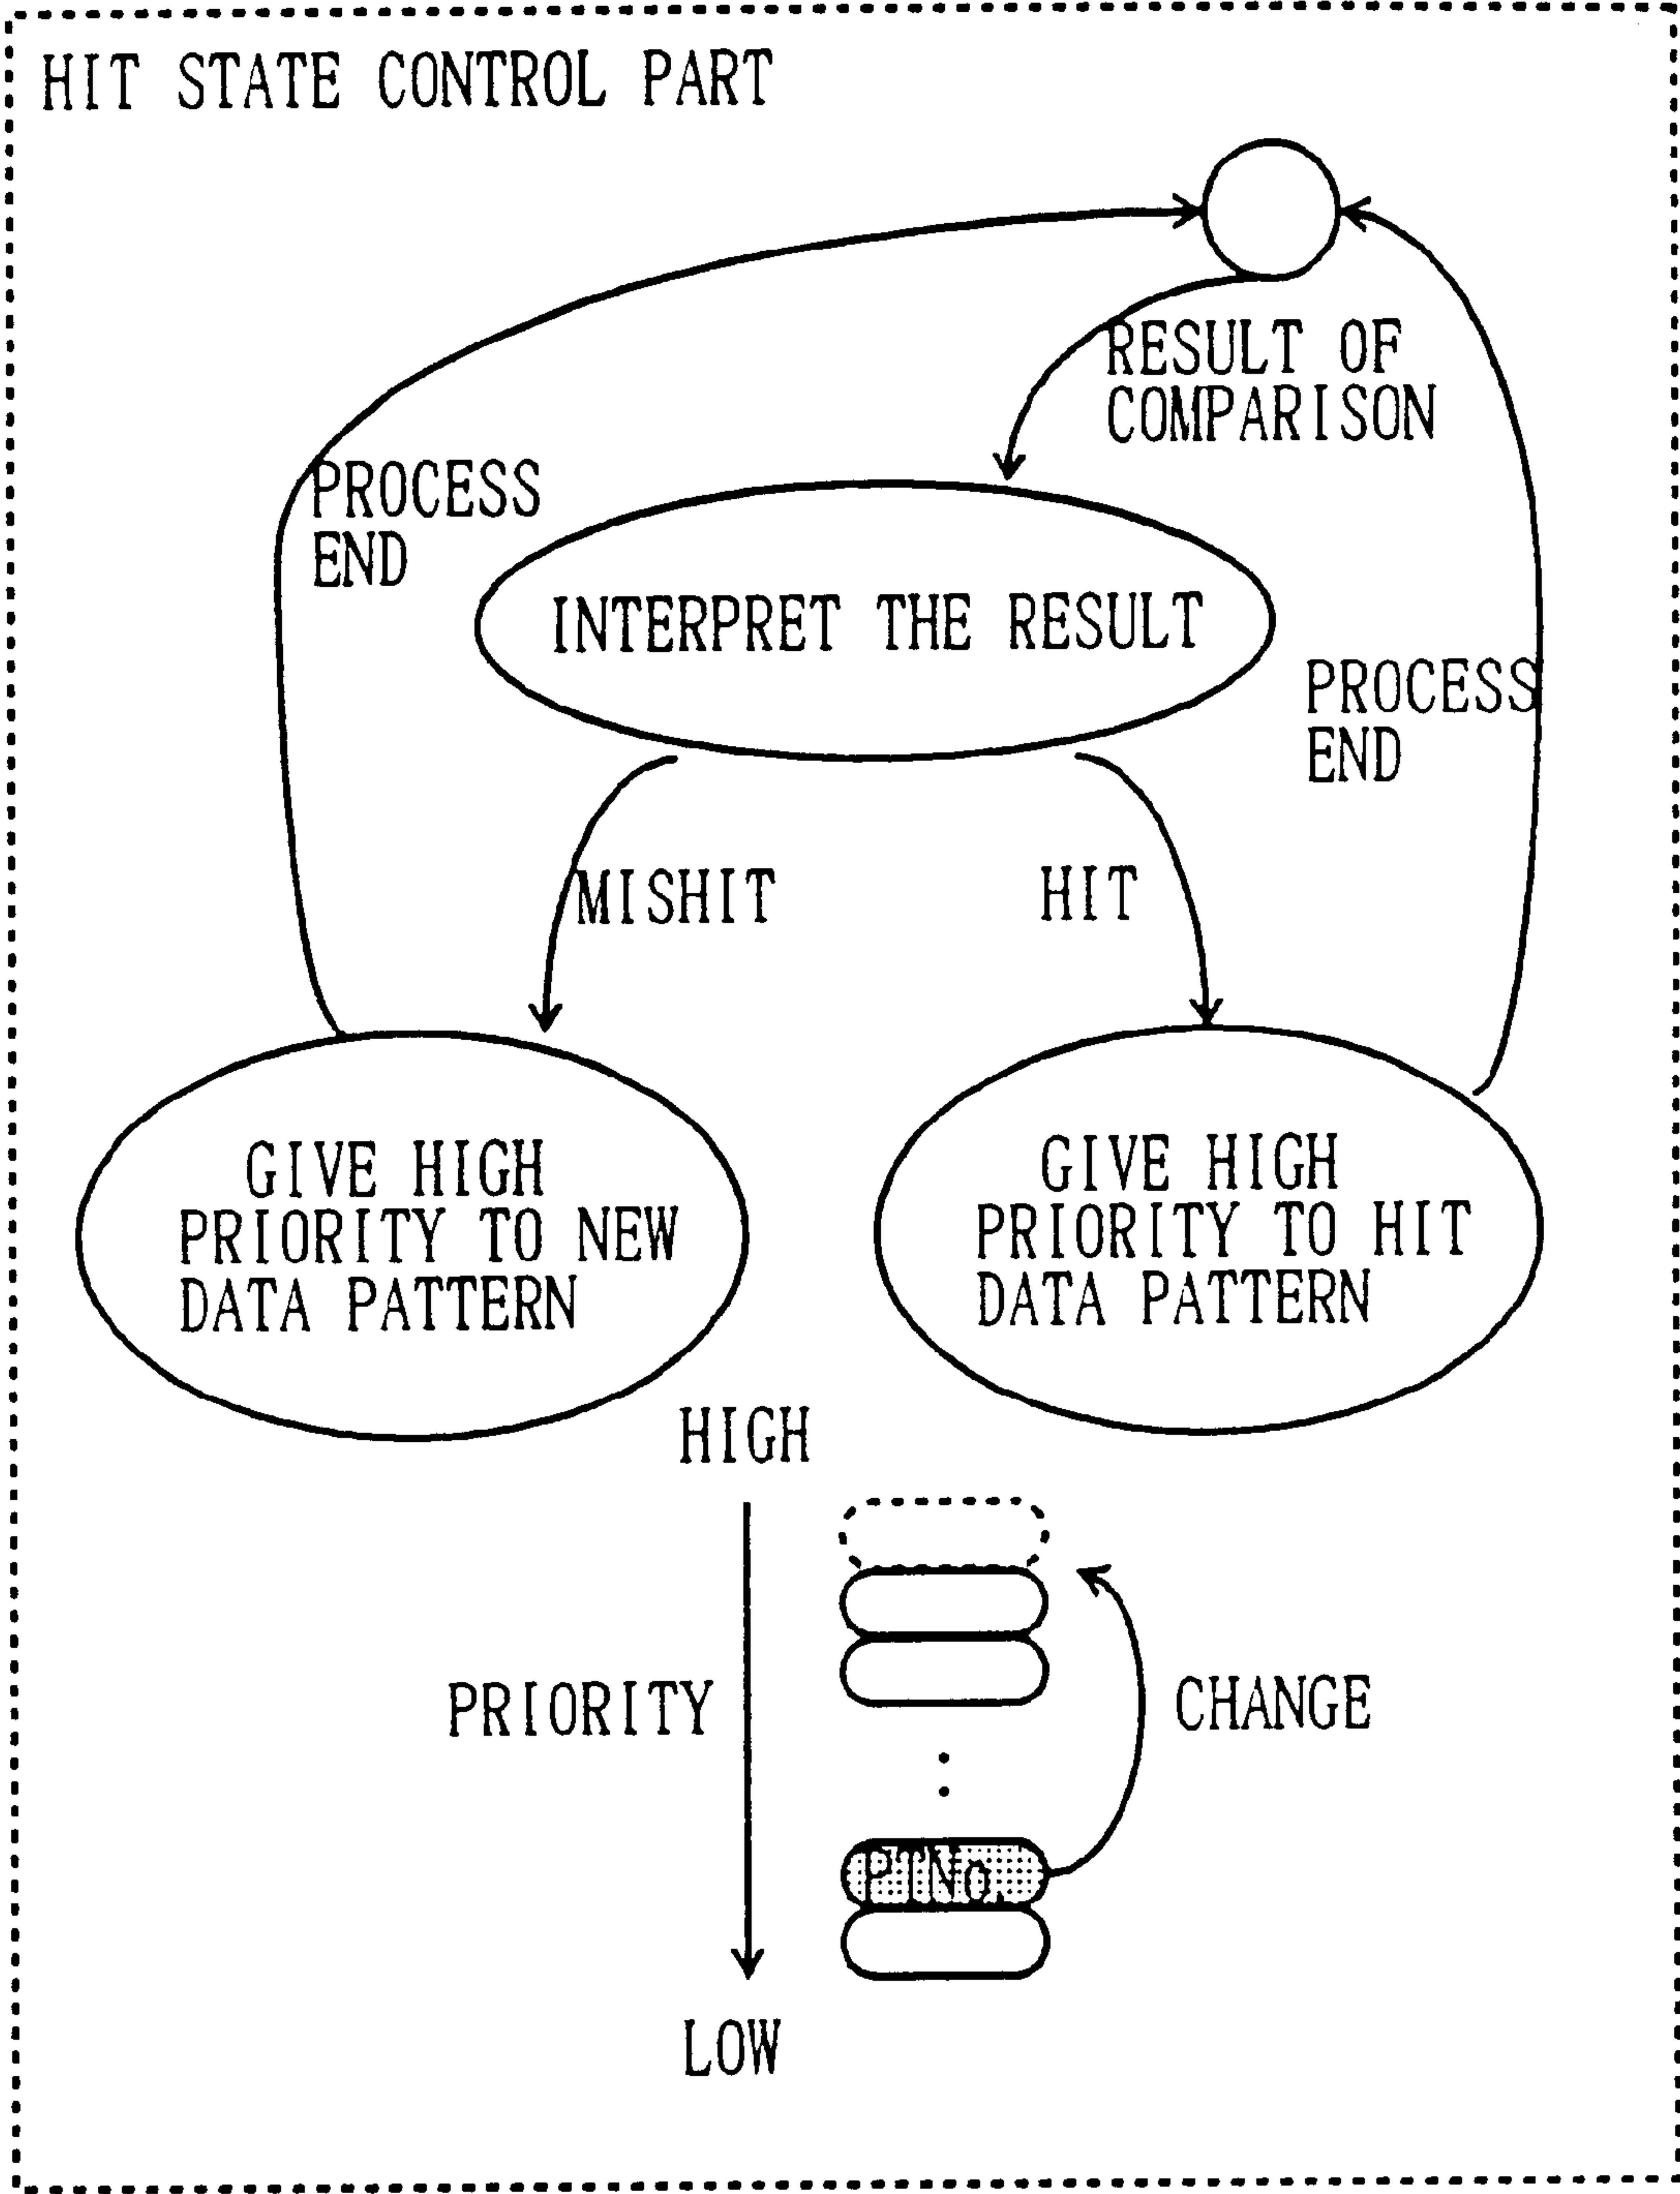 HIT STATE CONTROL PART
RESULT OF
COMPARISON
PROCESS
END
INTERPRET THE RESULT
PROCESS
END
MISHIT
HIT
GIVE HIGH
PRIORITY TO NEW
DATA PATTERN
GIVE HIGH
PRIORITY TO HIT
DATA PATTERN
HIGH
PRIORITY
CHANGE
PTNo.
LOW